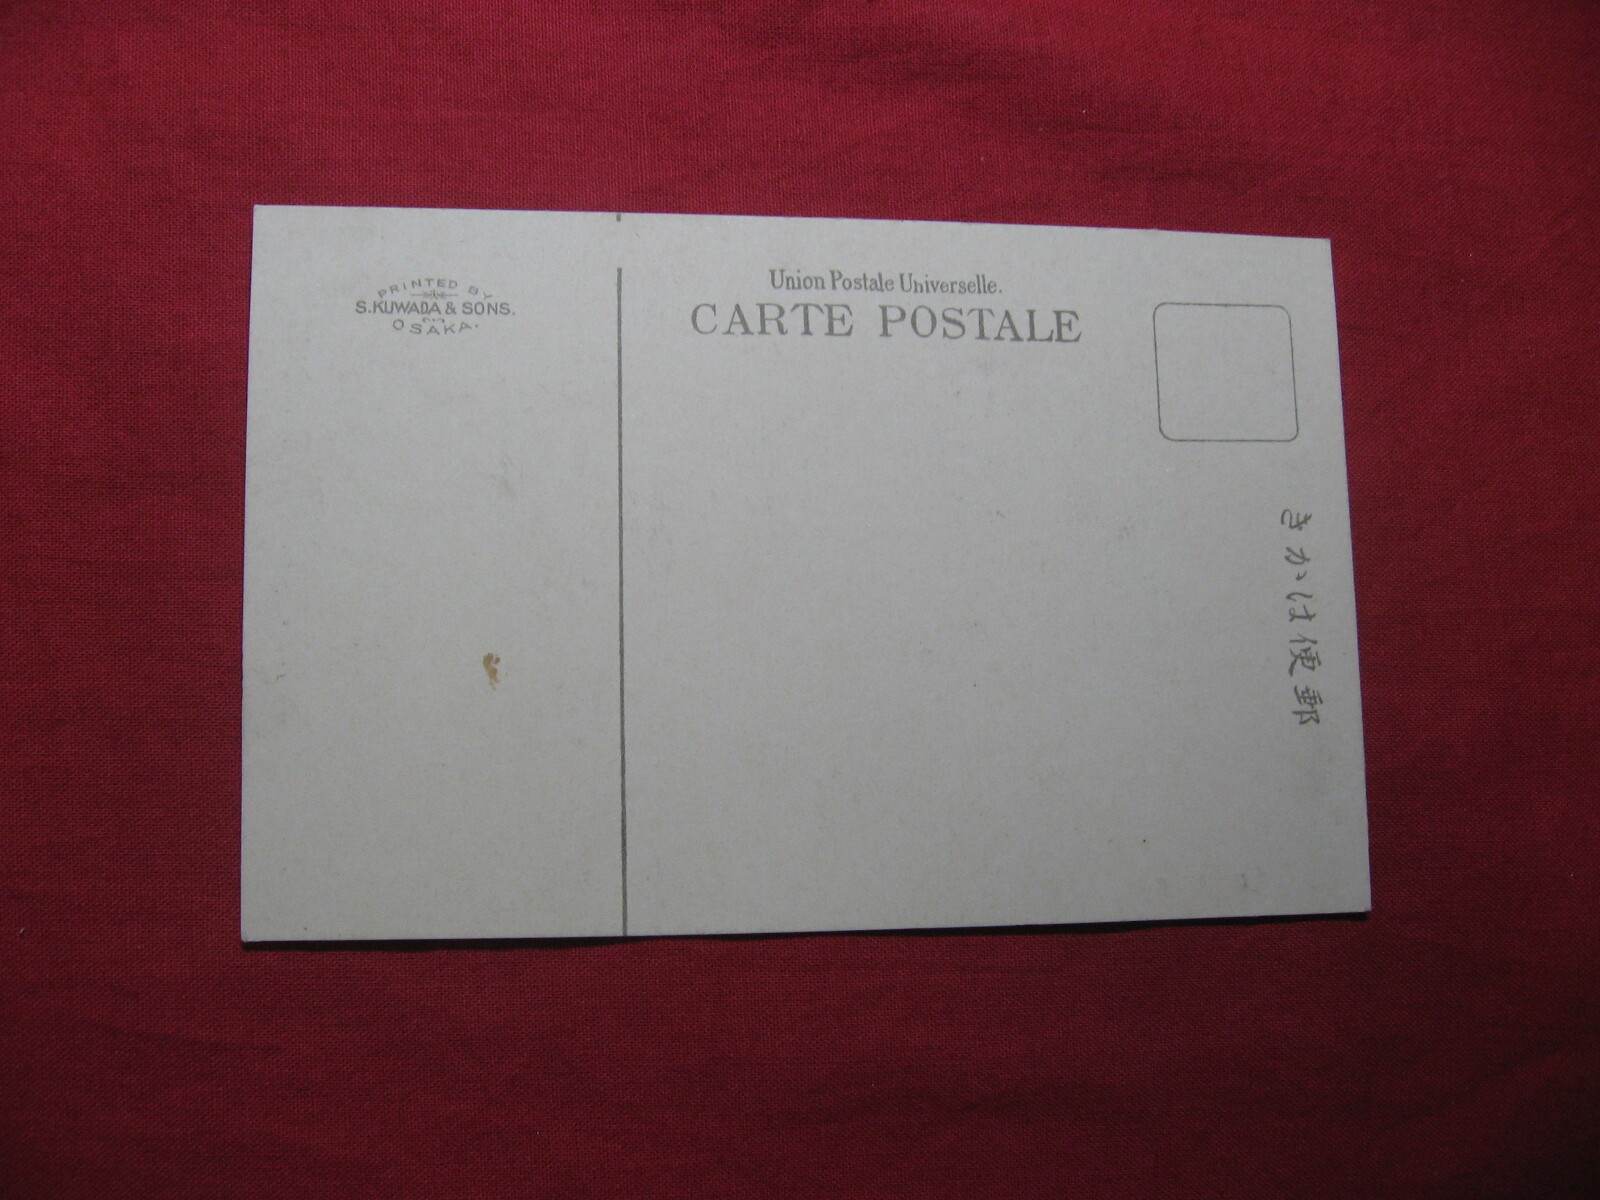 PRINTED BY
S.KUWADA & SONS.
OSAKA.
Union Postale Universelle.
CARTE POSTALE
きかは便郵